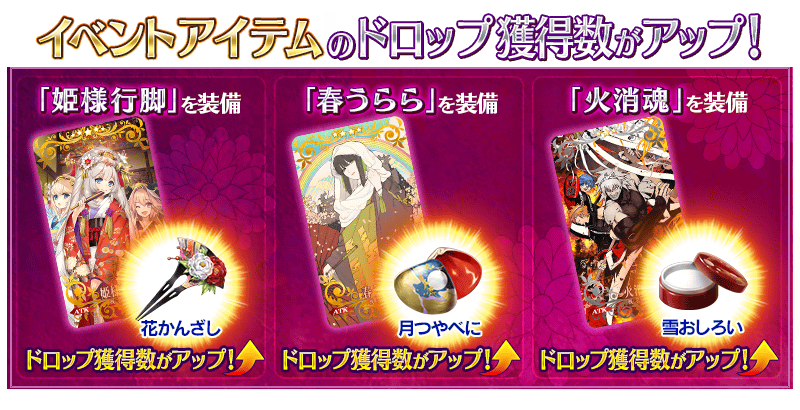 イベントアイテムのドロップ獲得数がアップ!
「姫様行脚」を装備
ATK
花かんざし
ドロップ獲得数がアップ!
「春うらら」を装備
ATK
月つやべに
ドロップ獲得数がアップ!
「火消魂」を装備
ATK
雪おしろい
ドロップ獲得数がアップ!